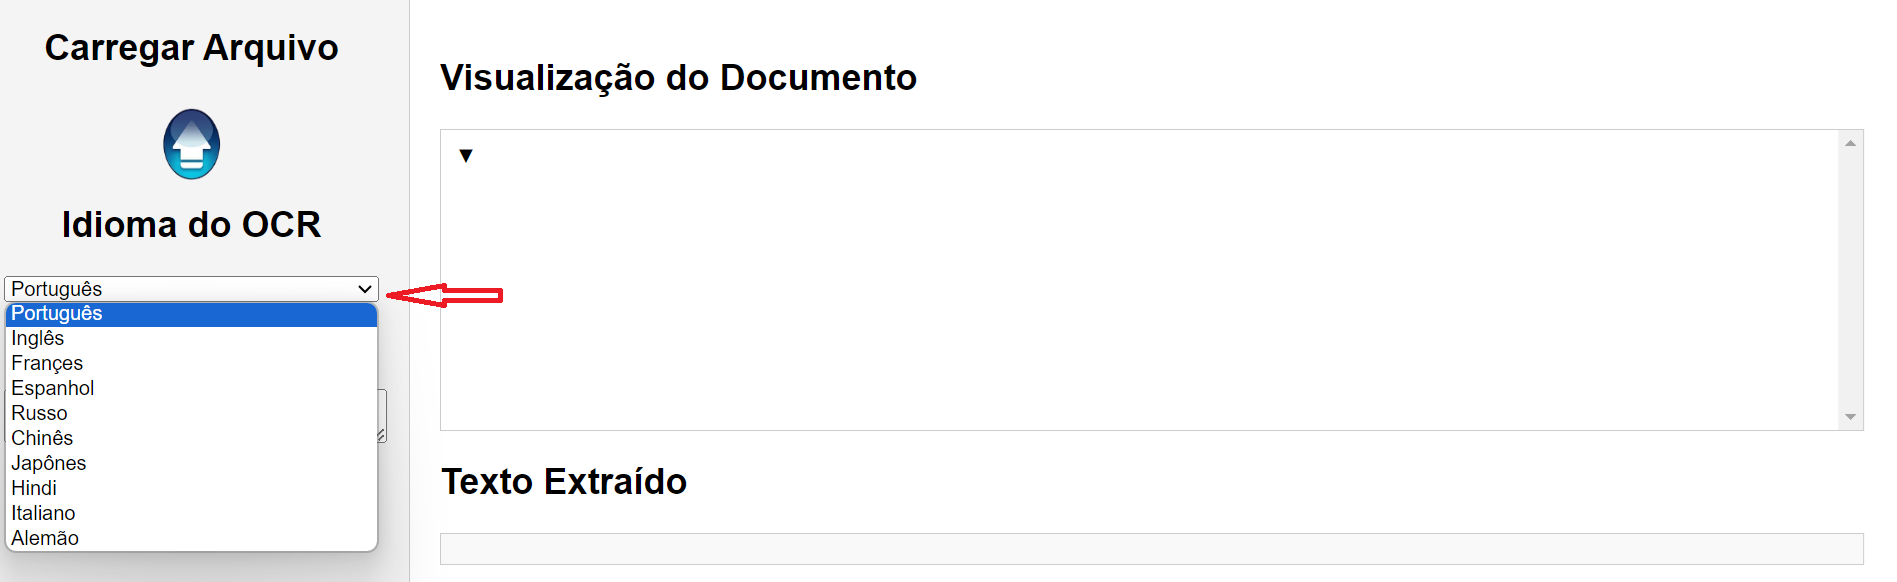 Carregar Arquivo
Idioma do OCR
Português
Português
Inglês
Françes
Espanhol
Russo
Chinês
Japônes
Hindi
Italiano
Alemão
Visualização do Documento
▼
Texto Extraído